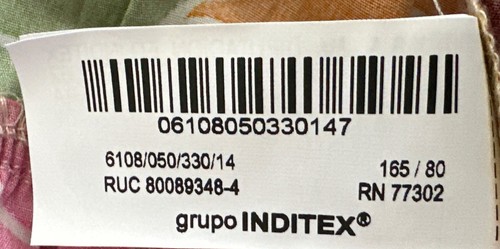 06108050330147
6108/050/330/14 165 / 80
RUC 80089348-4 RN 77302
grupo INDITEX®